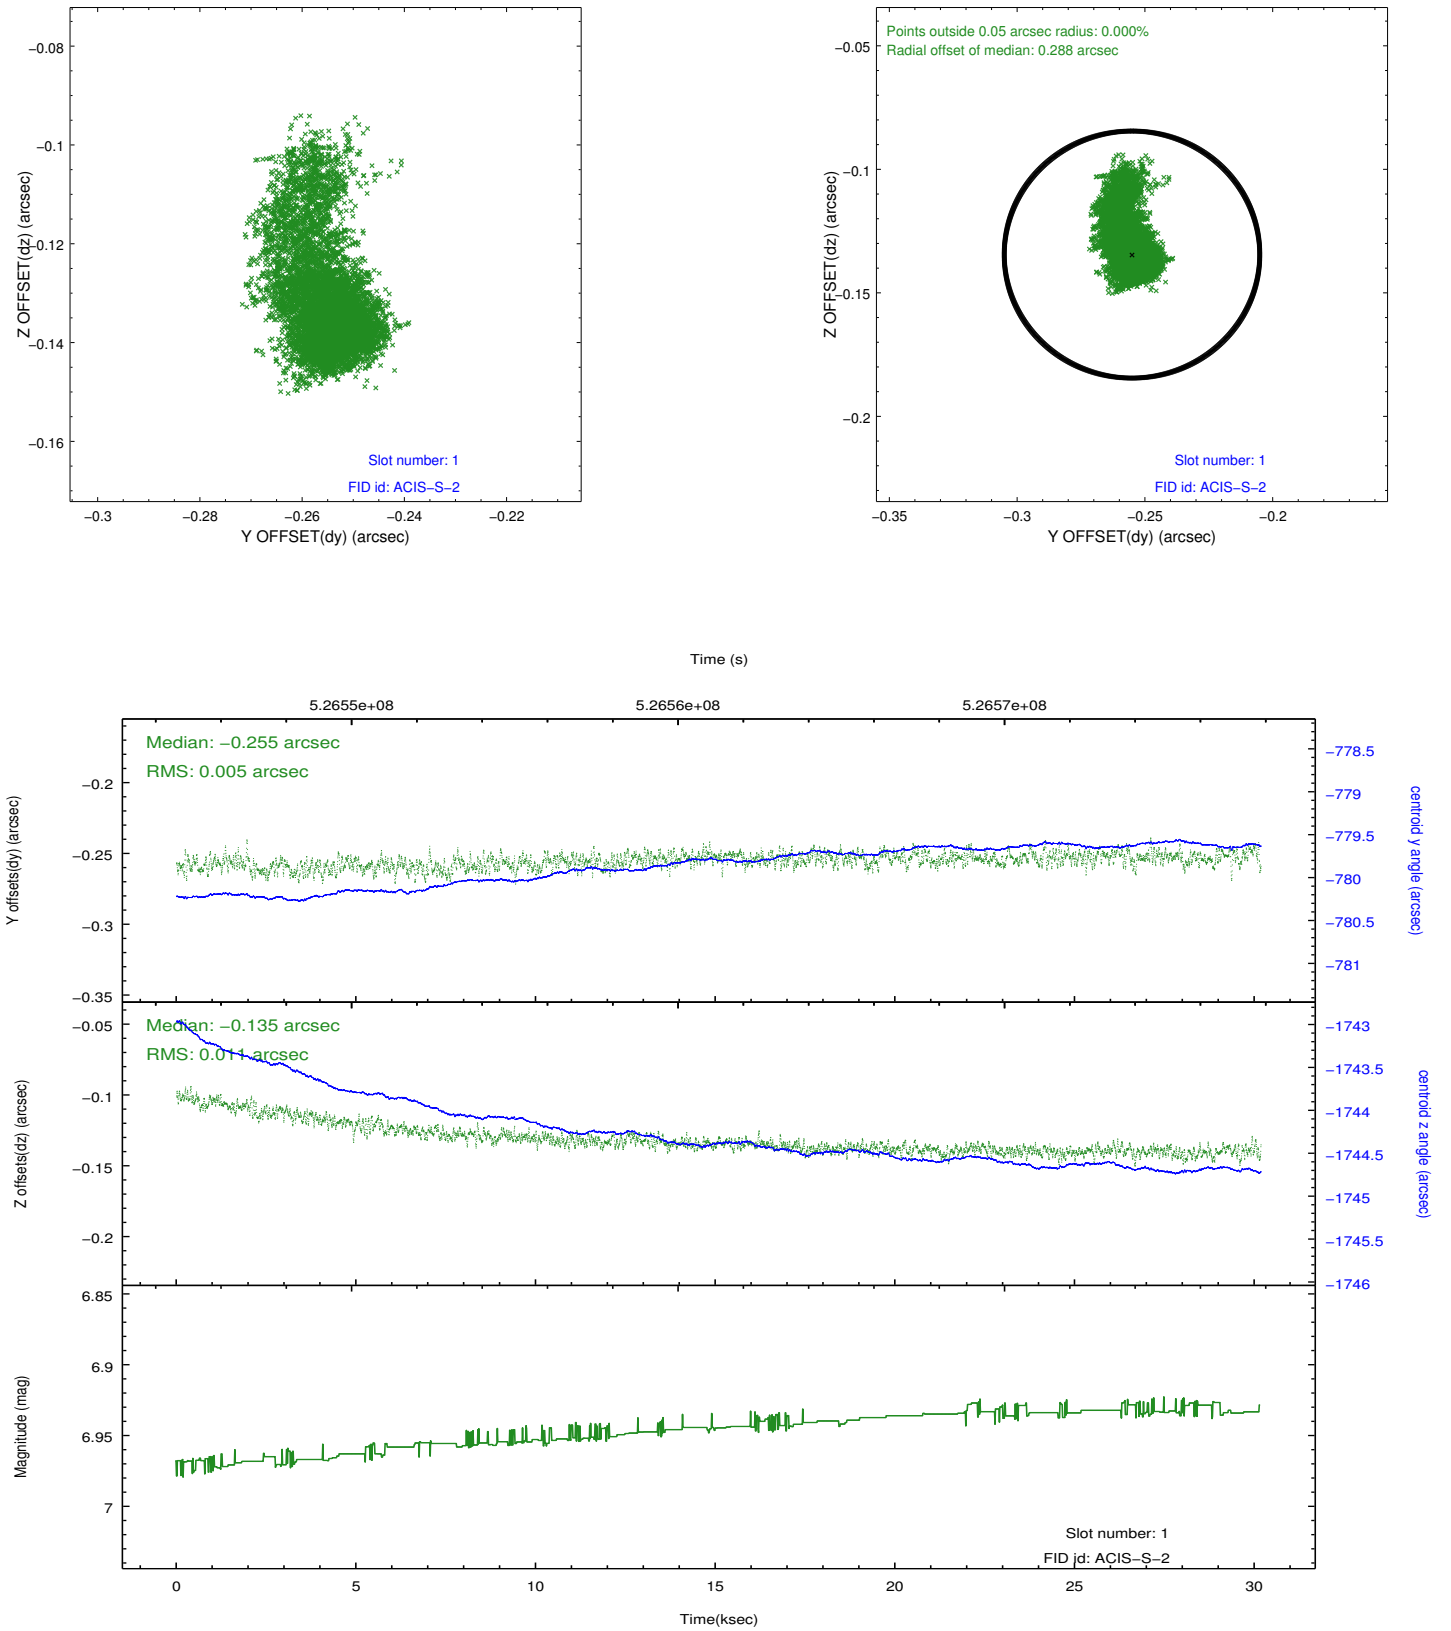 −0.08
−0.1
−0.12
−0.14
−0.16
Z OFFSET(dz) (arcsec)
Slot number: 1
FID id: ACIS−S−2
−0.3
−0.28
−0.26
−0.24
−0.22
Y OFFSET(dy) (arcsec)
Points outside 0.05 arcsec radius: 0.000%
Radial offset of median: 0.288 arcsec
−0.05
−0.1
−0.15
−0.2
Z OFFSET(dz) (arcsec)
Slot number: 1
FID id: ACIS−S−2
−0.35
−0.3
−0.25
−0.2
Y OFFSET(dy) (arcsec)
Time (s)
5.2655e+08
5.2656e+08
5.2657e+08
Median: −0.255 arcsec
RMS: 0.005 arcsec
−0.2
−0.25
−0.3
−0.35
Y offsets(dy) (arcsec)
−778.5
−779
−779.5
−780
−780.5
−781
centroid y angle (arcsec)
Median: −0.135 arcsec
RMS: 0.011 arcsec
−0.05
−0.1
−0.15
−0.2
Z offsets(dz) (arcsec)
−1743
−1743.5
−1744
−1744.5
−1745
−1745.5
−1746
centroid z angle (arcsec)
6.85
6.9
6.95
7
Magnitude (mag)
Slot number: 1
FID id: ACIS−S−2
0
5
10
15
20
25
30
Time(ksec)